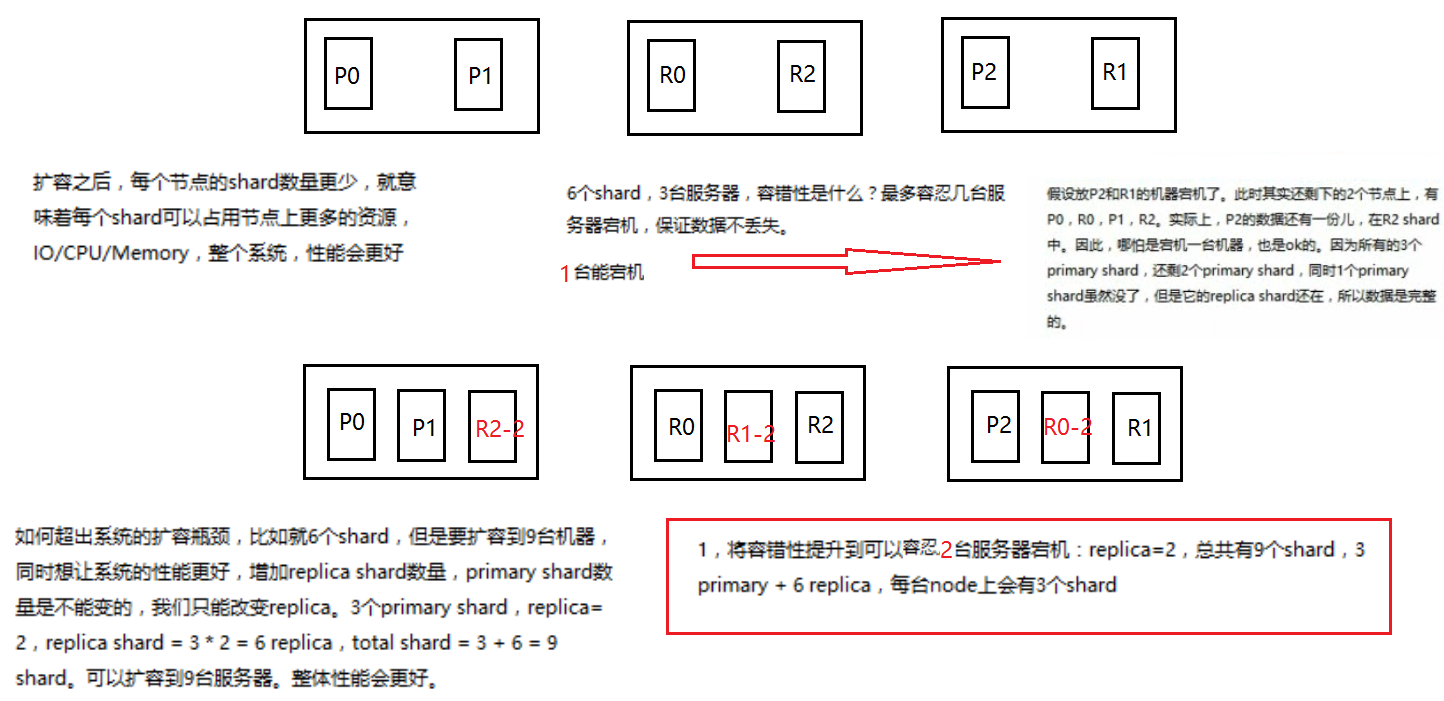 P0 P1 R0 R2 P2 R1
扩容之后，每个节点的shard数量更少，就意
味着每个shard可以占用节点上更多的资源，
IO/CPU/Memory，整个系统，性能会更好
6个shard，3台服务器，容错性是什么？最多容忍几台服
务器宕机，保证数据不丢失。
1台能宕机
假设放P2和R1的机器宕机了。此时其实还剩下的2个节点上，有
P0，R0，P1，R2。实际上，P2的数据还有一份儿，在R2 shard
中。因此，哪怕是宕机一台机器，也是ok的。因为所有的3个
primary shard，还剩2个primary shard，同时1个primary
shard虽然没了，但是它的replica shard还在，所以数据是完整
的。
P0 P1 R2-2 R0 R1-2 R2 P2 R0-2 R1
如何超出系统的扩容瓶颈，比如就6个shard，但是要扩容到9台机器，
同时想让系统的性能更好，增加replica shard数量，primary shard数
量是不能变的，我们只能改变replica。3个primary shard，replica=
2，replica shard = 3 * 2 = 6 replica，total shard = 3 + 6 = 9
shard。可以扩容到9台服务器。整体性能会更好。
1，将容错性提升到可以容忍2台服务器宕机：replica=2，总共有9个shard，3
primary + 6 replica，每台node上会有3个shard